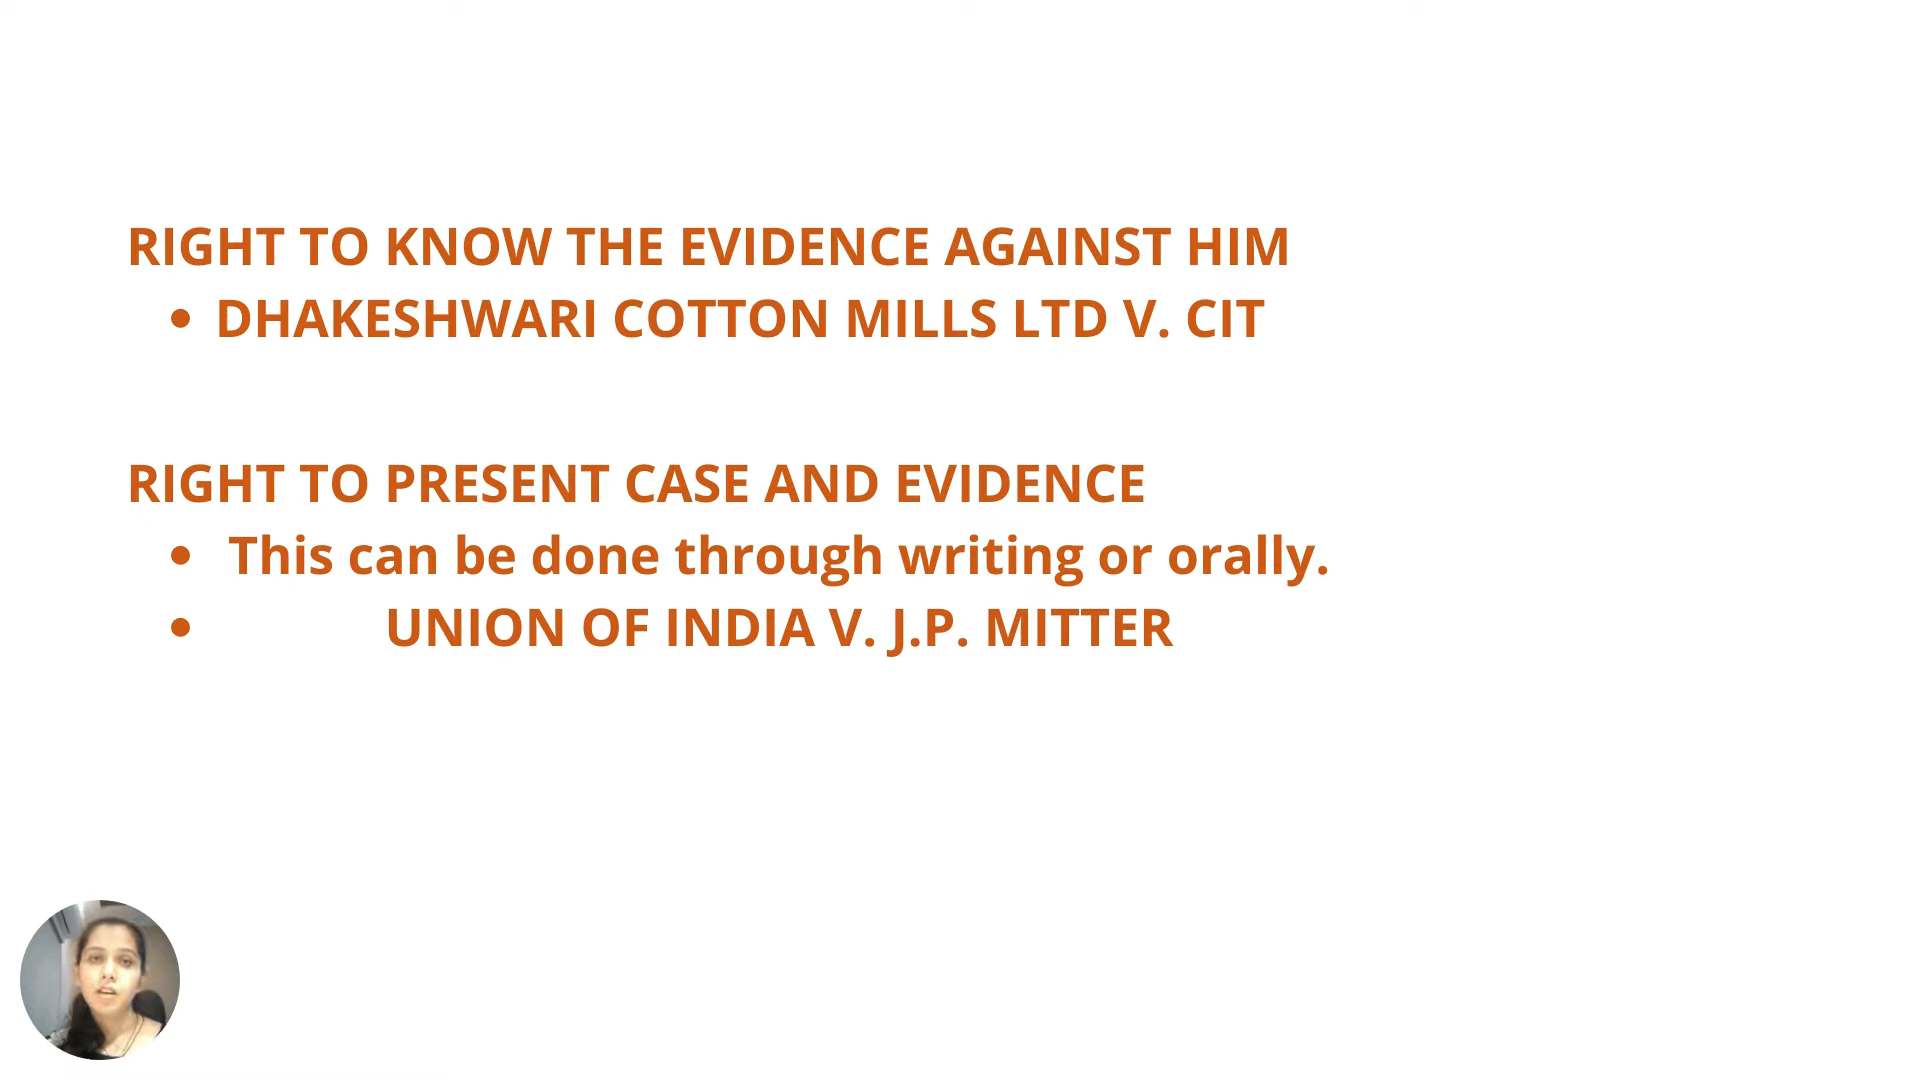 RIGHT TO KNOW THE EVIDENCE AGAINST HIM
• DHAKESHWARI COTTON MILLS LTD V. CIT
RIGHT TO PRESENT CASE AND EVIDENCE
• This can be done through writing or orally.
• UNION OF INDIA V. J.P. MITTER